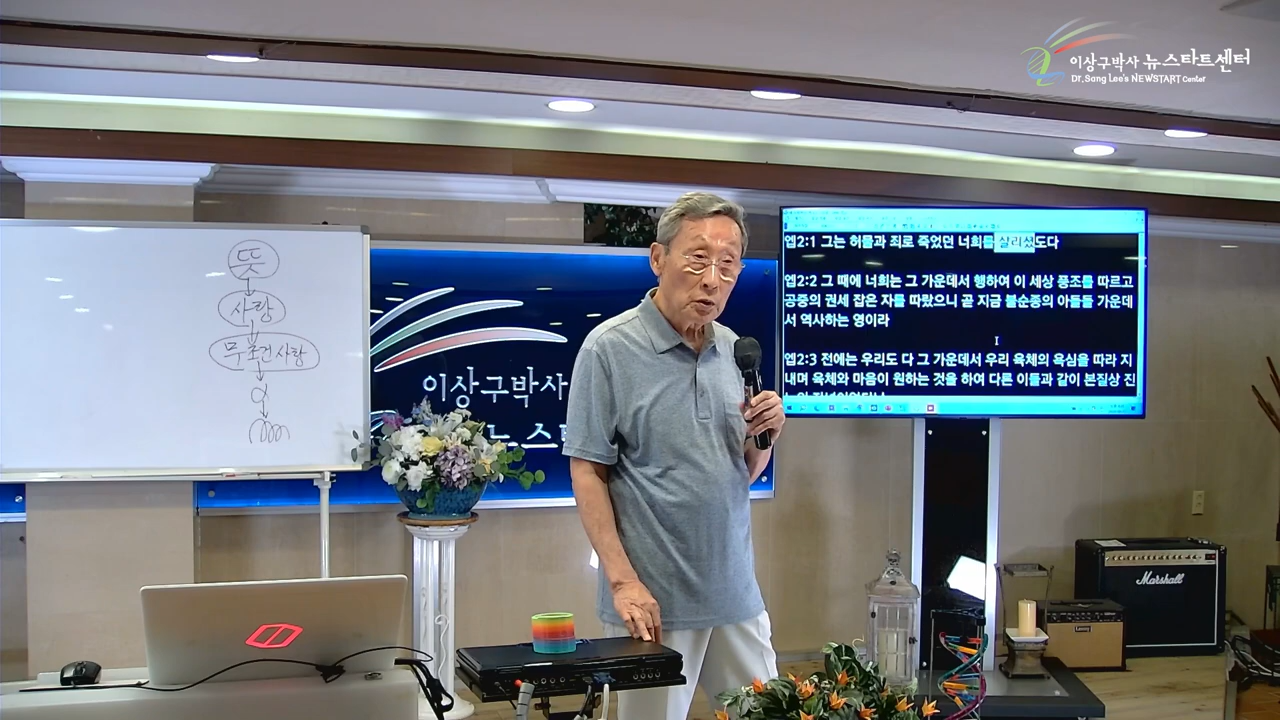 이상구박사 뉴스타트센터
Dr. Sang Lee's NEWSTART Center
뜻
사랑
무조건사랑
이상구박사
뉴스타
엡2:1 그는 허물과 죄로 죽었던 너희를 살리셨도다
엡2:2 그 때에 너희는 그 가운데서 행하여 이 세상 풍조를 따르고
공중의 권세 잡은 자를 따랐으니 곧 지금 불순종의 아들들 가운데
서 역사하는 영이라
엡2:3 전에는 우리도 다 그 가운데서 우리 육체의 욕심을 따라 지
내며 육체와 마음이 원하는 것을 하여 다른 이들과 같이 본질상 진
Marshall
Laney